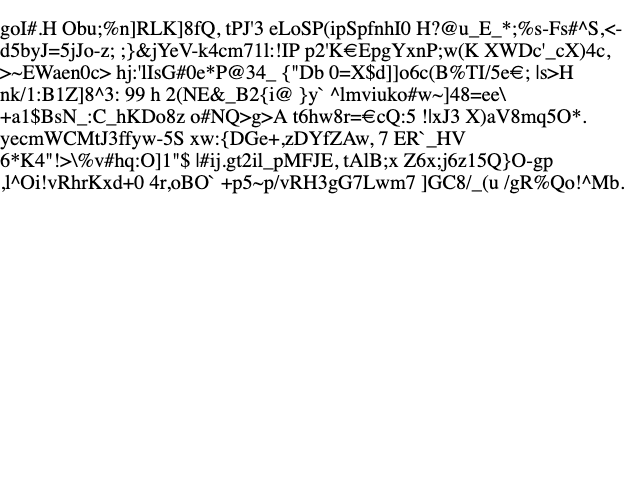 goI#.H Obu;%n]RLK]8fQ, tPJ'3 eLoSP(ipSpfnhI0 H?@u_E_*;%s-Fs#^S,<-
d5byJ=5jJo-z; ;}&jYeV-k4cm71l:!IP p2'K€EpgYxnP;w(K XWDc'_cX)4c,
>~EWaen0c> hj:'lIsG#0e*P@34_ {"Db 0=X$d]]o6c(B%TI/5e€; |s>H
nk/1:B1Z]8^3: 99 h 2(NE&_B2{i@ }y` ^lmviuko#w~]48=ee\
+a1$BsN_:C_hKDo8z o#NQ>g>A t6hw8r=€cQ:5 !|xJ3 X)aV8mq5O*.
yecmWCMtJ3ffyw-5S xw:{DGe+,zDYfZAw, 7 ER`_HV
6*K4"!>\%v#hq:O]1"$ l#ij.gt2il_pMFJE, tAlB;x Z6x;j6z15Q}O-gp
,l^Oi!vRhrKxd+0 4r,oBO` +p5~p/vRH3gG7Lwm7 ]GC8/_(u /gR%Qo!^Mb.